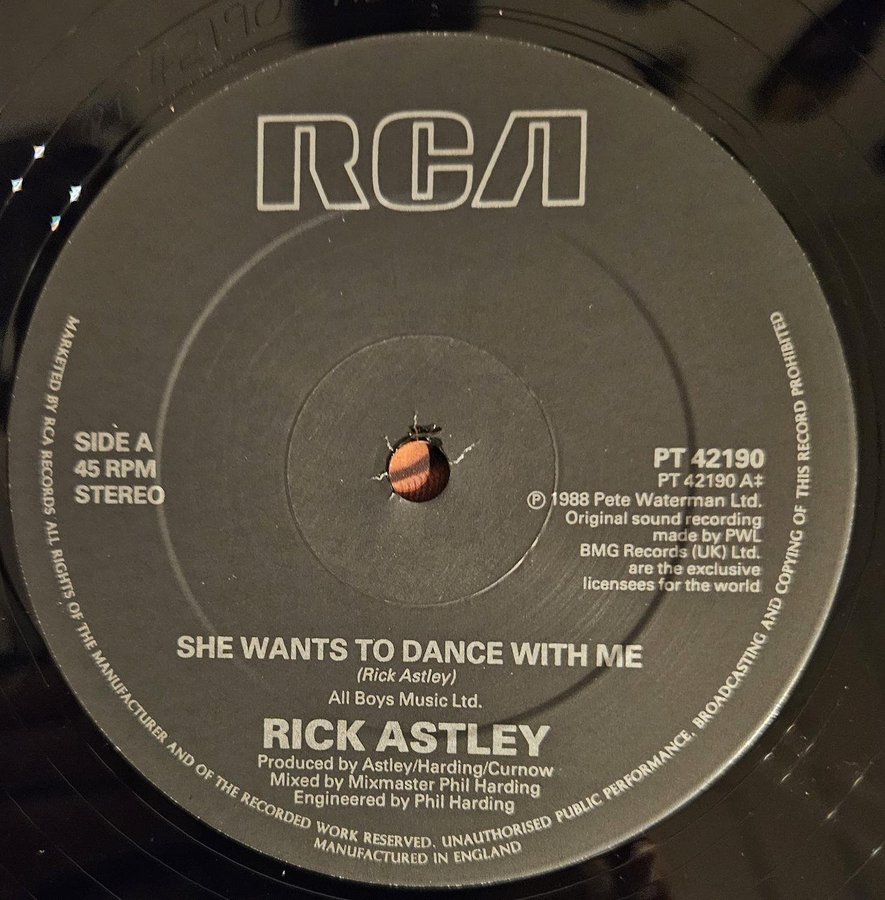 RCA
SIDE A
45 RPM
STEREO
PT 42190
PT 42190 A‡
℗ 1988 Pete Waterman Ltd.
Original sound recording
made by PWL
BMG Records (UK) Ltd.
are the exclusive
licensees for the world
SHE WANTS TO DANCE WITH ME
(Rick Astley)
All Boys Music Ltd.
RICK ASTLEY
Produced by Astley/Harding/Curnow
Mixed by Mixmaster Phil Harding
Engineered by Phil Harding
MARKETED BY RCA RECORDS ALL RIGHTS OF THE MANUFACTURER AND OF THE RECORDED WORK RESERVED. UNAUTHORISED PUBLIC PERFORMANCE, BROADCASTING AND COPYING OF THIS RECORD PROHIBITED
MANUFACTURED IN ENGLAND